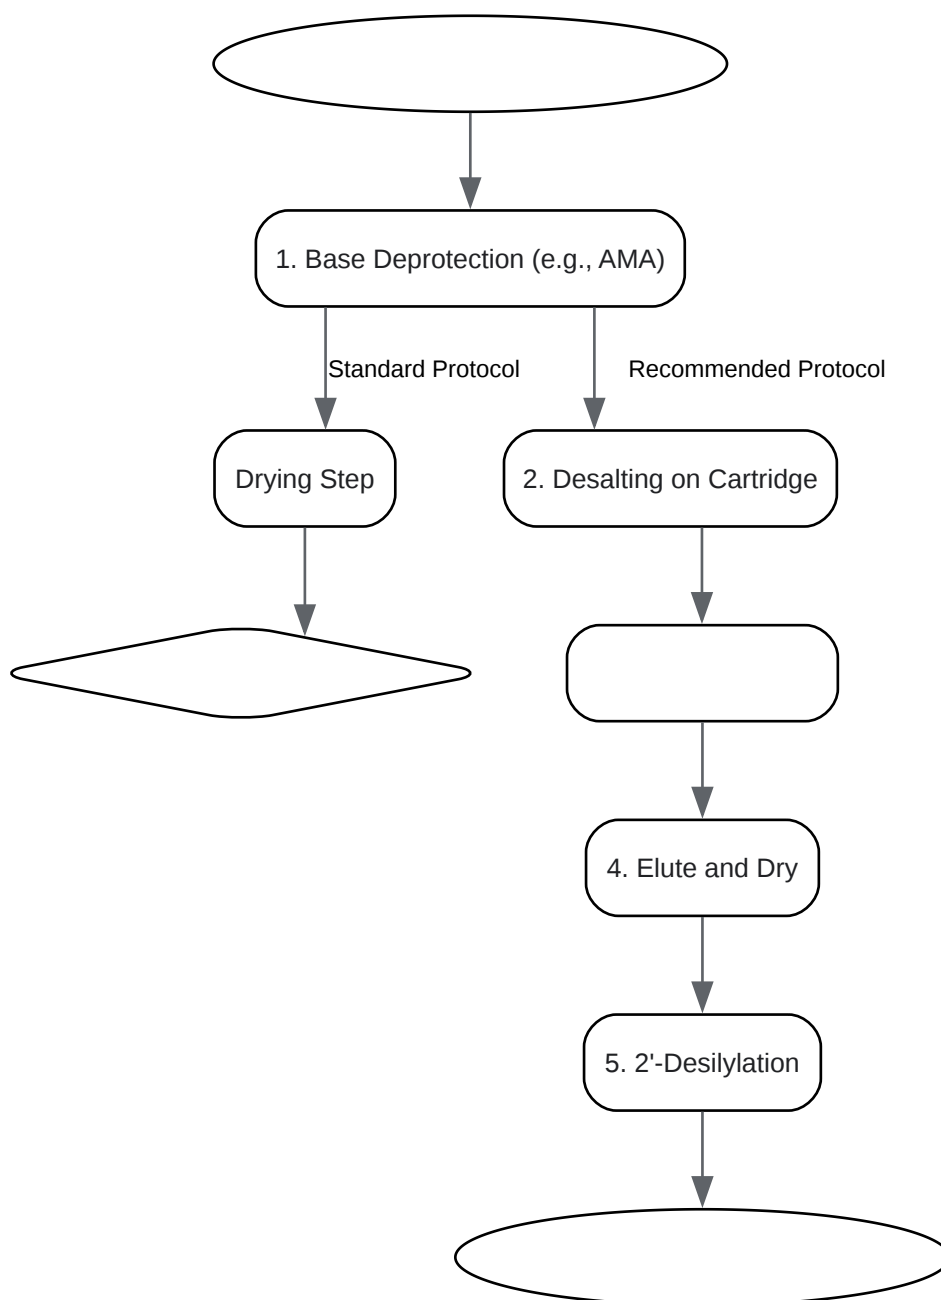 1. Base Deprotection (e.g., AMA)
Standard Protocol
Recommended Protocol
Drying Step
2. Desalting on Cartridge
4. Elute and Dry
5. 2'-Desilylation